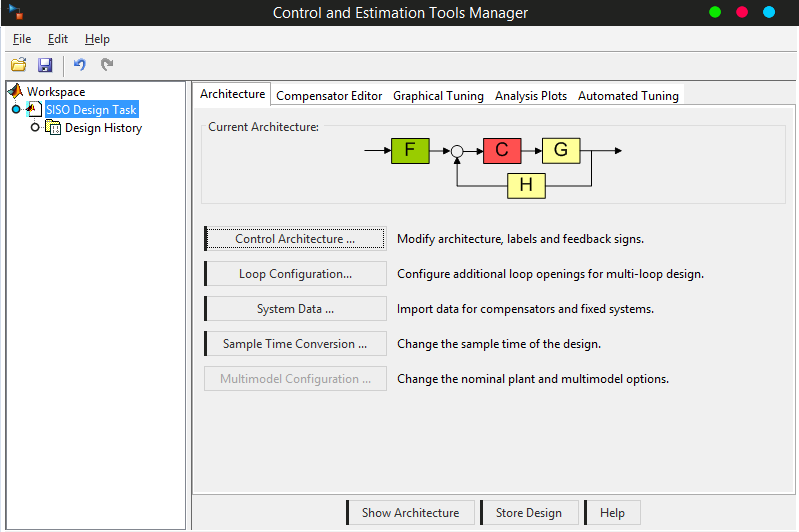 Control and Estimation Tools Manager
File Edit Help
Workspace
SISO Design Task
Design History
Architecture Compensator Editor Graphical Tuning Analysis Plots Automated Tuning
Current Architecture:
F C G
H
Control Architecture ... Modify architecture, labels and feedback signs.
Loop Configuration... Configure additional loop openings for multi-loop design.
System Data ... Import data for compensators and fixed systems.
Sample Time Conversion ... Change the sample time of the design.
Multimodel Configuration ... Change the nominal plant and multimodel options.
Show Architecture Store Design Help